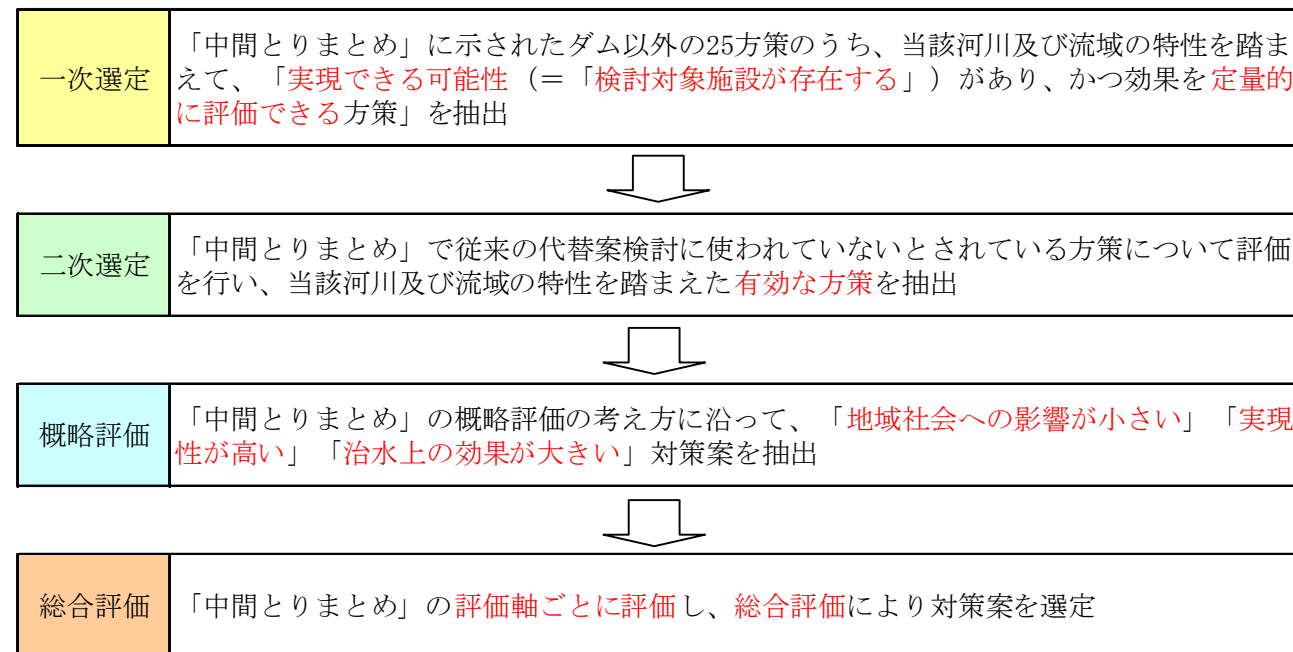 一次選定
「中間とりまとめ」に示されたダム以外の25方策のうち、当該河川及び流域の特性を踏ま
えて、「実現できる可能性（＝「検討対象施設が存在する」）があり、かつ効果を定量的
に評価できる方策」を抽出
二次選定
「中間とりまとめ」で従来の代替案検討に使われていないとされている方策について評価
を行い、当該河川及び流域の特性を踏まえた有効な方策を抽出
概略評価
「中間とりまとめ」の概略評価の考え方に沿って、「地域社会への影響が小さい」「実現
性が高い」「治水上の効果が大きい」対策案を抽出
総合評価
「中間とりまとめ」の評価軸ごとに評価し、総合評価により対策案を選定